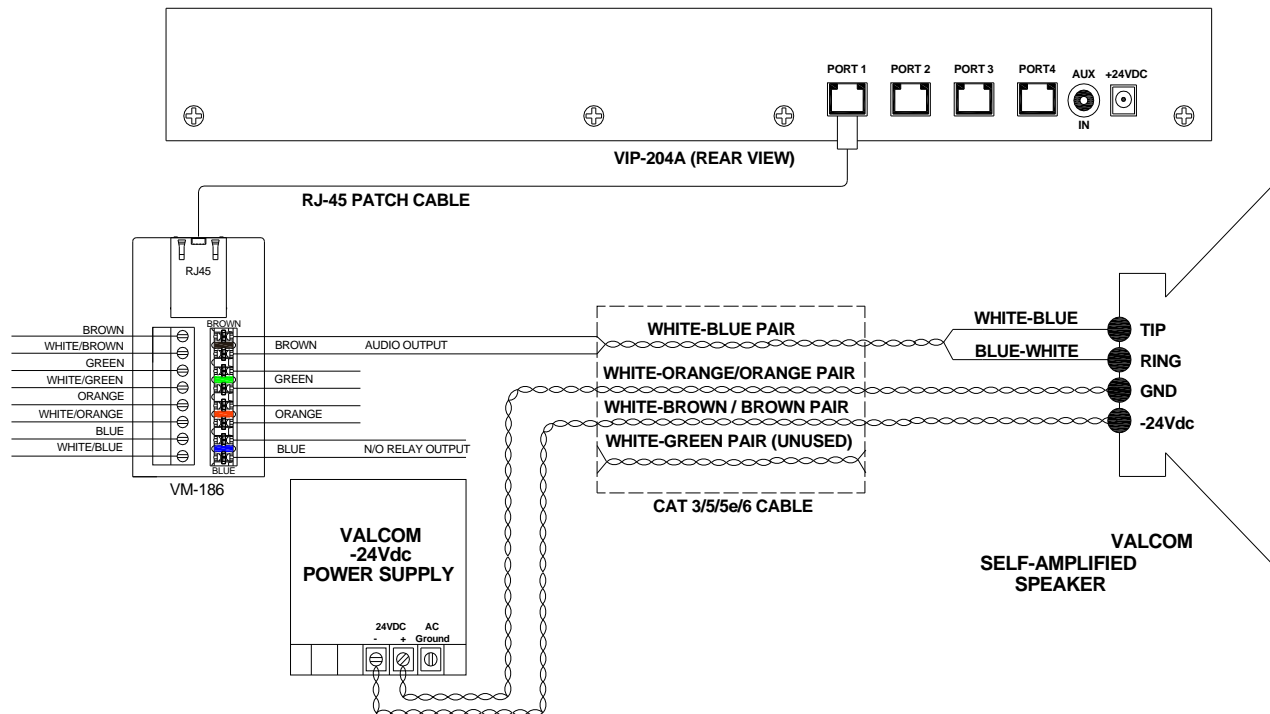 PORT 1
PORT 2
PORT 3
PORT4
AUX
+24VDC
IN
VIP-204A (REAR VIEW)
RJ-45 PATCH CABLE
RJ45
BROWN
WHITE/BROWN
GREEN
WHITE/GREEN
ORANGE
WHITE/ORANGE
BLUE
WHITE/BLUE
BROWN
BROWN
AUDIO OUTPUT
GREEN
ORANGE
BLUE
N/O RELAY OUTPUT
BLUE
VM-186
WHITE-BLUE PAIR
WHITE-ORANGE/ORANGE PAIR
WHITE-BROWN / BROWN PAIR
WHITE-GREEN PAIR (UNUSED)
CAT 3/5/5e/6 CABLE
WHITE-BLUE
BLUE-WHITE
TIP
RING
GND
-24Vdc
VALCOM
SELF-AMPLIFIED
SPEAKER
VALCOM
-24Vdc
POWER SUPPLY
24VDC
- +
AC
Ground